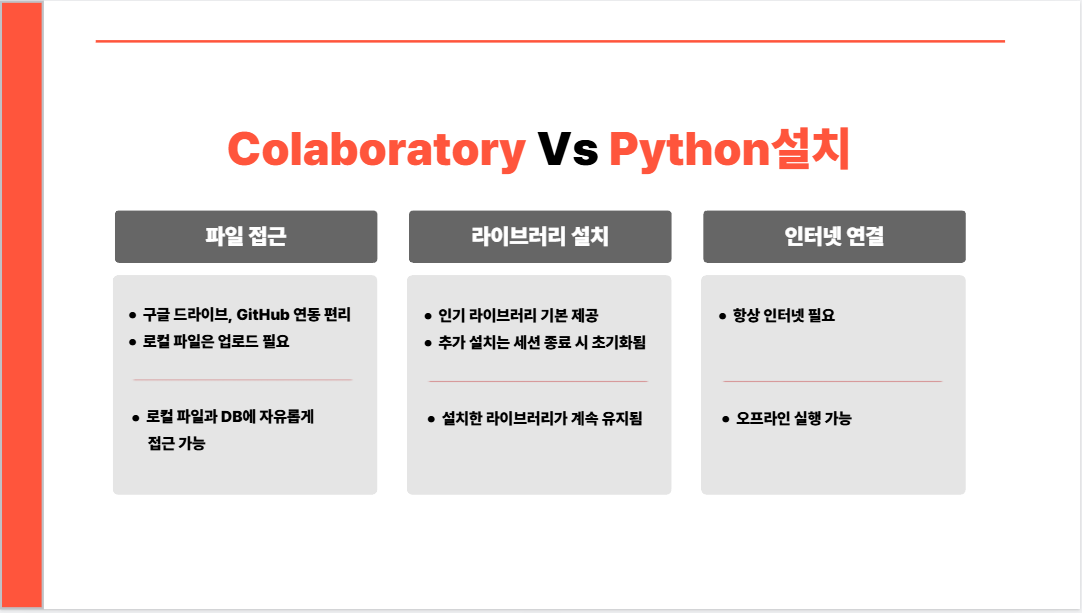 Colaboratory Vs Python설치
파일 접근
● 구글 드라이브, GitHub 연동 편리
● 로컬 파일은 업로드 필요
● 로컬 파일과 DB에 자유롭게
접근 가능
라이브러리 설치
● 인기 라이브러리 기본 제공
● 추가 설치는 세션 종료 시 초기화됨
● 설치한 라이브러리가 계속 유지됨
인터넷 연결
● 항상 인터넷 필요
● 오프라인 실행 가능